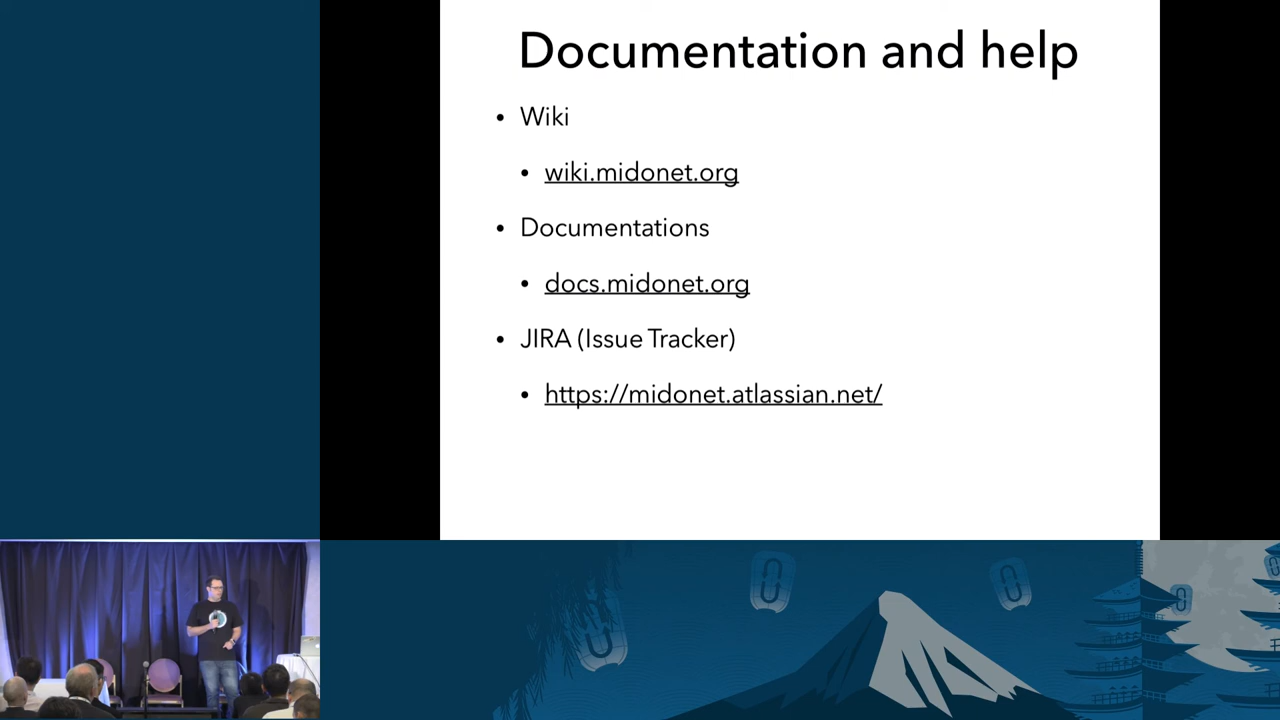 Documentation and help
• Wiki
• wiki.midonet.org
• Documentations
• docs.midonet.org
• JIRA (Issue Tracker)
• https://midonet.atlassian.net/